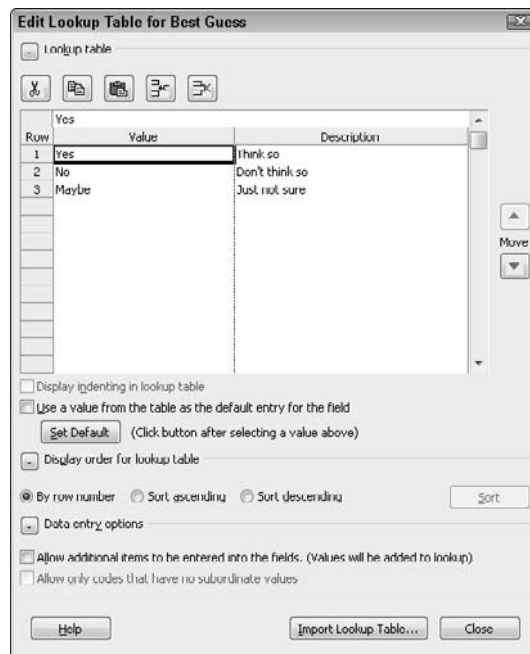 Edit Lookup Table for Best Guess
Lookup table
Yes
Row Value Description
1 Yes Think so
2 No Don't think so
3 Maybe Just not sure
Move
Display indenting in lookup table
Use a value from the table as the default entry for the field
Set Default (Click button after selecting a value above)
Display order for lookup table
By row number Sort ascending Sort descending Sort
Data entry options
Allow additional items to be entered into the fields. (Values will be added to lookup)
Allow only codes that have no subordinate values
Help Import Lookup Table... Close